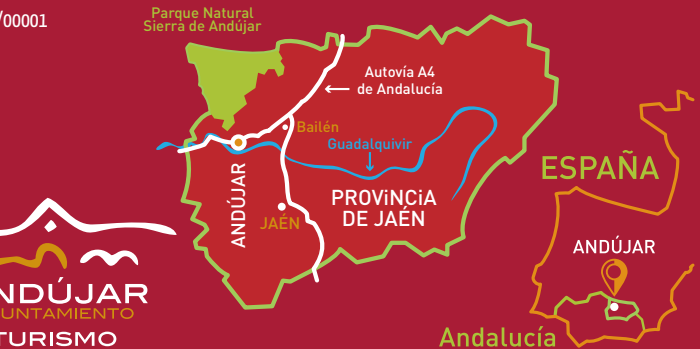 /00001
Parque Natural
Sierra de Andújar
Autovía A4
de Andalucía
Bailén
Guadalquivir
ANDÚJAR
JAÉN
PROViNCiA
DE JAÉN
ESPAÑA
ANDÚJAR
Andalucía
NDÚJAR
UNTAMIENTO
TURISMO